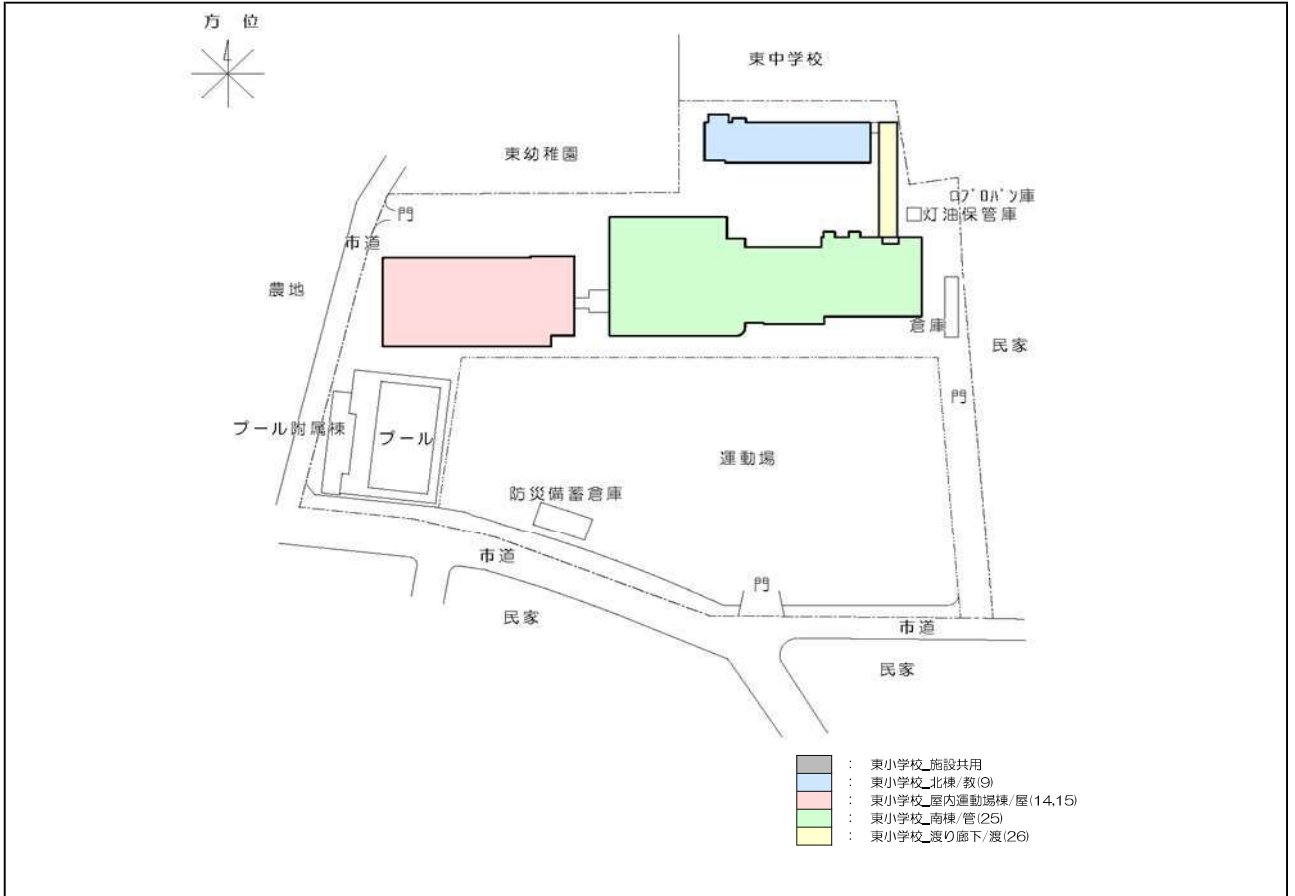 方 位
4
東中学校
東幼稚園
門
市道
農地
プロパン庫
灯油保管庫
倉庫
民家
門
プール附属棟
プール
運動場
防災備蓄倉庫
市道
門
民家
市道
民家
： 東小学校_施設共用
： 東小学校_北棟/教(9)
： 東小学校_屋内運動場棟/屋(14,15)
： 東小学校_南棟/管(25)
： 東小学校_渡り廊下/渡(26)